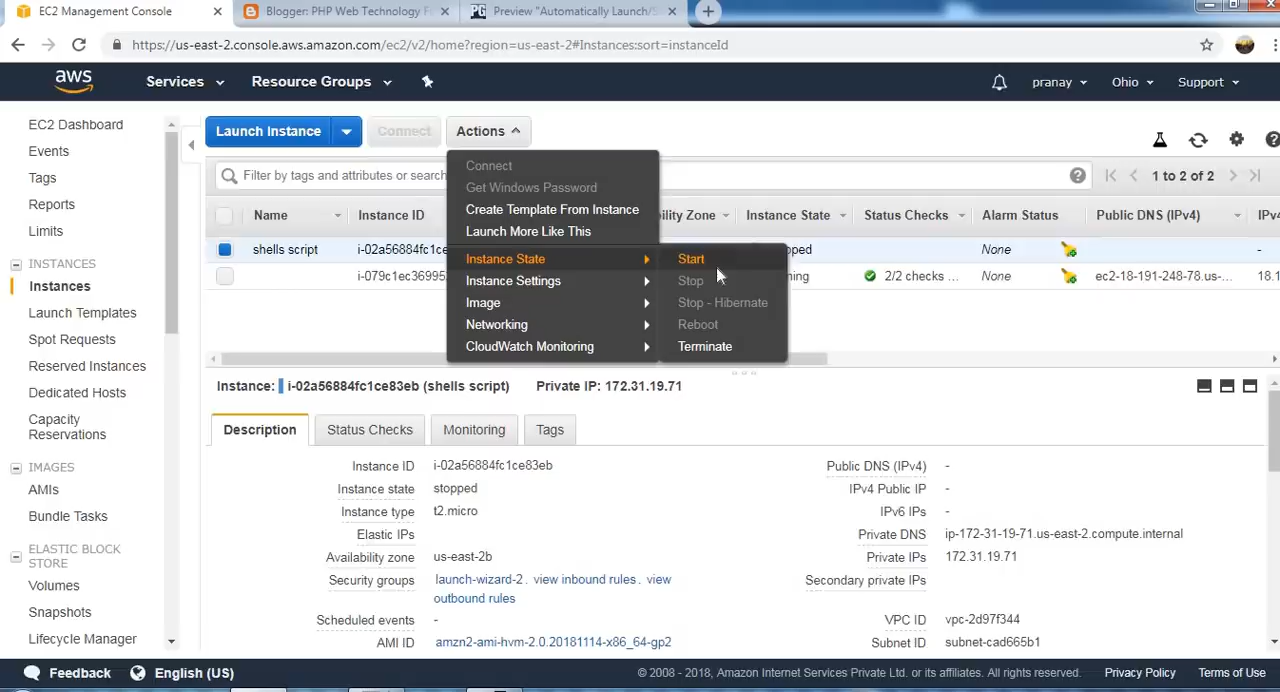 EC2 Management Console
Blogger: PHP Web Technology F
Preview "Automatically Launch/S
https://us-east-2.console.aws.amazon.com/ec2/v2/home?region=us-east-2#Instances:sort=instanceId
aws Services Resource Groups pranay Ohio Support
EC2 Dashboard
Events
Tags
Reports
Limits
INSTANCES
Instances
Launch Templates
Spot Requests
Reserved Instances
Dedicated Hosts
Capacity
Reservations
IMAGES
AMIs
Bundle Tasks
ELASTIC BLOCK
STORE
Volumes
Snapshots
Lifecycle Manager
Launch Instance Connect Actions
Filter by tags and attributes or search 1 to 2 of 2
Name Instance ID bility Zone Instance State Status Checks Alarm Status Public DNS (IPv4) IPv4
shells script i-02a56884fc1ce pped None
i-079c1ec36995 ning 2/2 checks ... None ec2-18-191-248-78.us-... 18.1
Connect
Get Windows Password
Create Template From Instance
Launch More Like This
Instance State
Instance Settings
Image
Networking
CloudWatch Monitoring
Start
Stop
Stop - Hibernate
Reboot
Terminate
Instance: i-02a56884fc1ce83eb (shells script) Private IP: 172.31.19.71
Description Status Checks Monitoring Tags
Instance ID i-02a56884fc1ce83eb
Instance state stopped
Instance type t2.micro
Elastic IPs
Availability zone us-east-2b
Security groups launch-wizard-2. view inbound rules. view
outbound rules
Scheduled events -
AMI ID amzn2-ami-hvm-2.0.20181114-x86_64-gp2
Public DNS (IPv4) -
IPv4 Public IP -
IPv6 IPs -
Private DNS ip-172-31-19-71.us-east-2.compute.internal
Private IPs 172.31.19.71
Secondary private IPs
VPC ID vpc-2d97f344
Subnet ID subnet-cad665b1
Feedback English (US) © 2008 - 2018, Amazon Internet Services Private Ltd. or its affiliates. All rights reserved. Privacy Policy Terms of Use